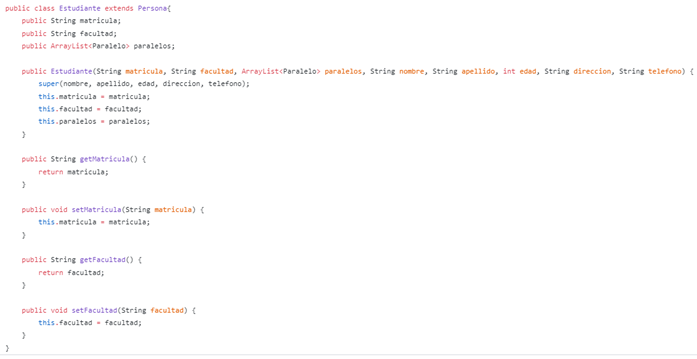 public class Estudiante extends Persona{
public String matricula;
public String facultad;
public ArrayList<Paralelo> paralelos;
public Estudiante(String matricula, String facultad, ArrayList<Paralelo> paralelos, String nombre, String apellido, int edad, String direccion, String telefono) {
super(nombre, apellido, edad, direccion, telefono);
this.matricula = matricula;
this.facultad = facultad;
this.paralelos = paralelos;
}
public String getMatricula() {
return matricula;
}
public void setMatricula(String matricula) {
this.matricula = matricula;
}
public String getFacultad() {
return facultad;
}
public void setFacultad(String facultad) {
this.facultad = facultad;
}
}